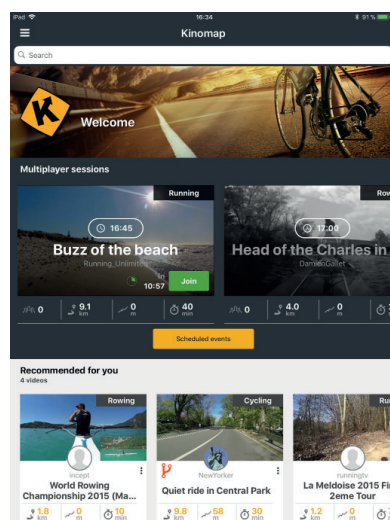 iPad 16:34 91 %
Kinomap
Search
Welcome
Multiplayer sessions
Running
16:45
Buzz of the beach
Running_Unlimited
in
10:57
Join
0 9.1 km 0 m 40 min
17:00
Head of the Charles in
DamienGallet
0 4.0 km 0 m
Scheduled events
Recommended for you
4 videos
Rowing
incept
World Rowing
Championship 2015 (Ma...
1.8 km 0 m 10 min
Cycling
NewYorker
Quiet ride in Central Park
9.8 km 58 m 30 min
runningtv
La Meldoise 2015
2eme Tour
1.2 km 0 m